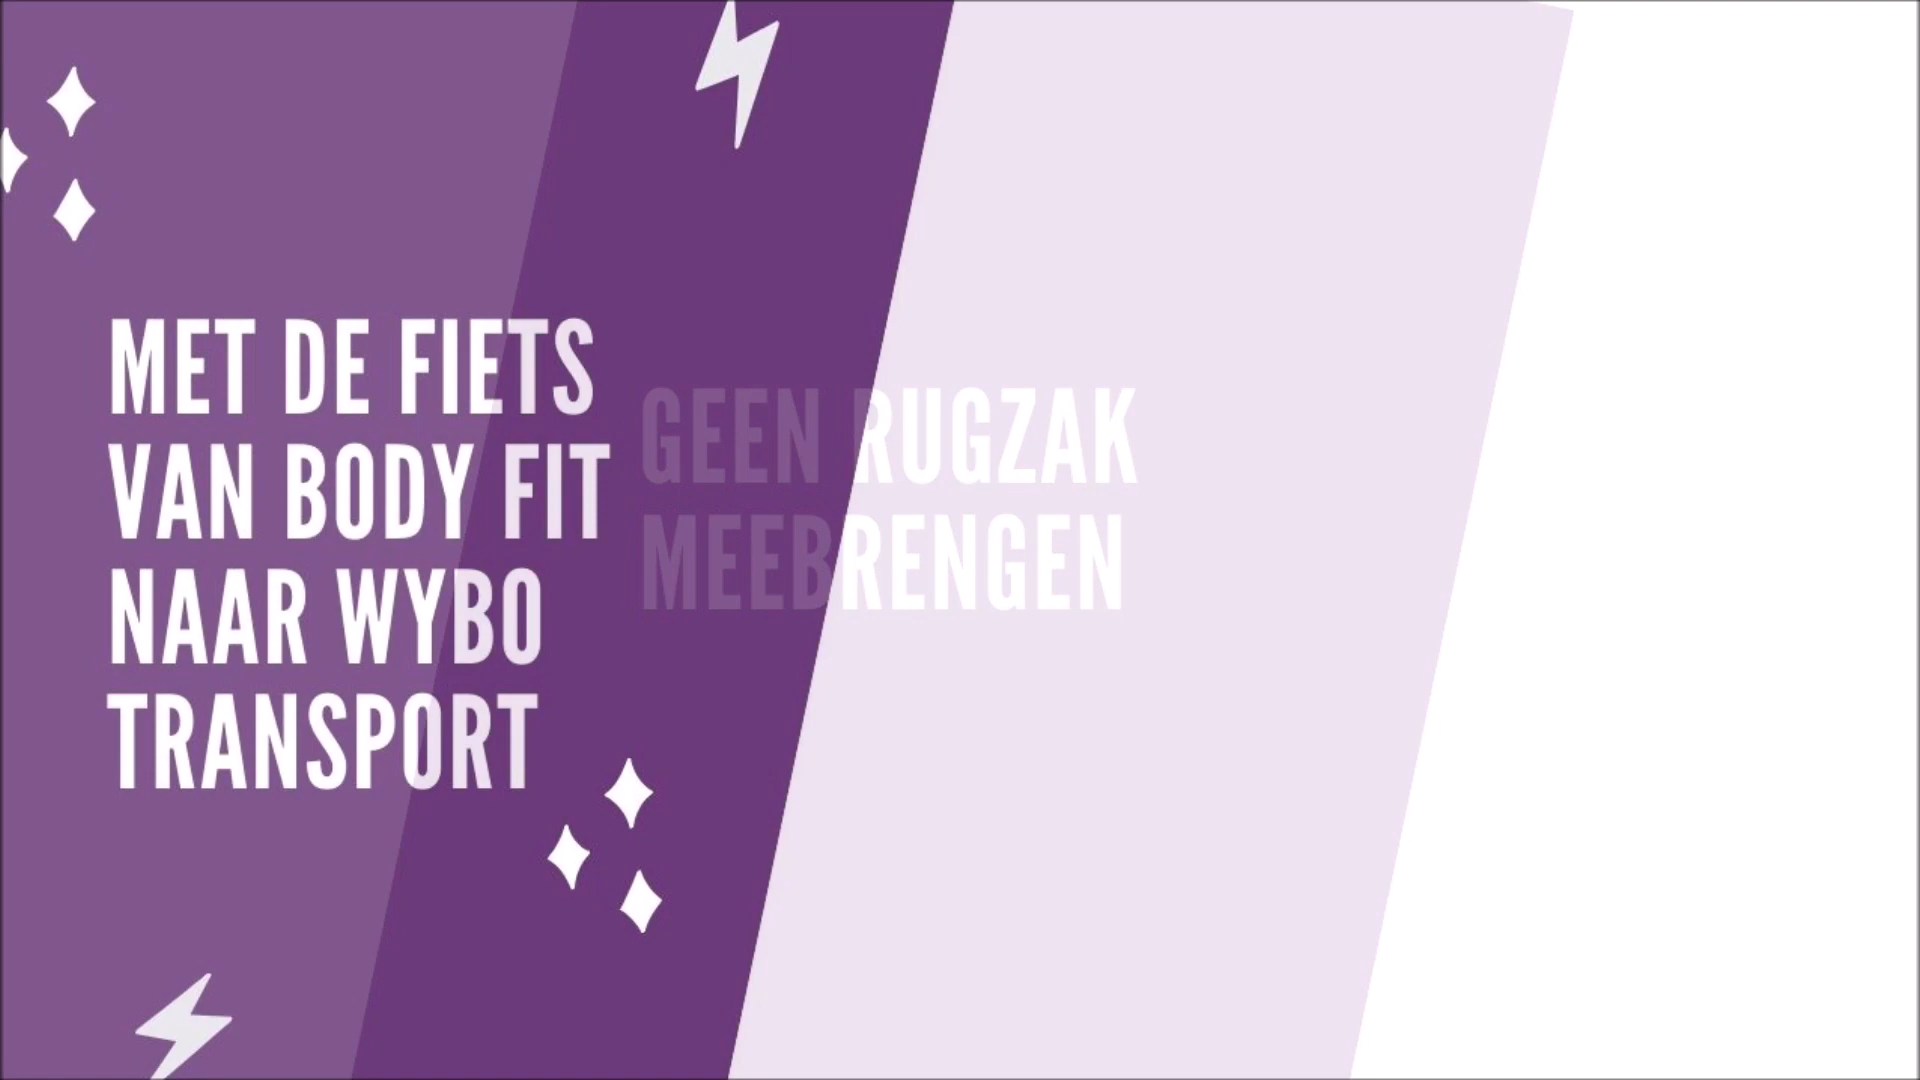 MET DE FIETS
VAN BODY FIT
NAAR WYBO
TRANSPORT
GEEN RUGZAK
MEEBRENGEN